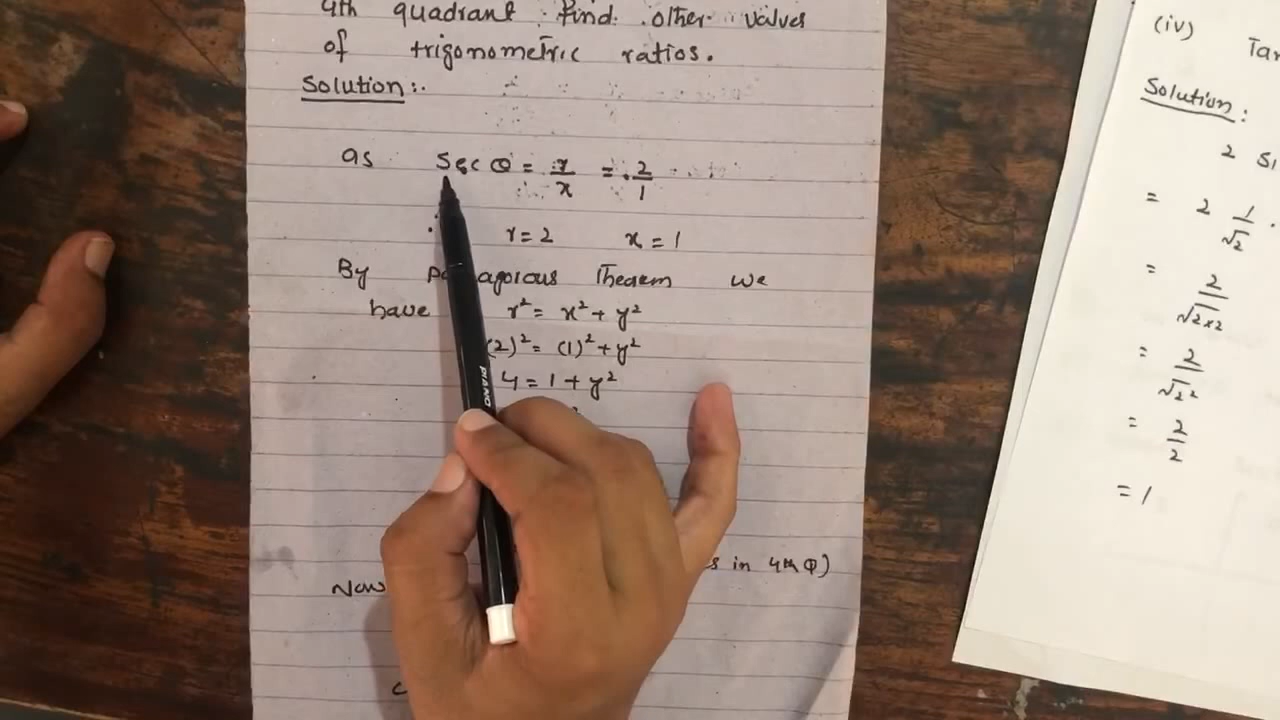 4th quadrant find other values
of trigonometric ratios.
Solution:.
as Sec θ = r/x = 2/1
r = 2 x = 1
By Theorem we
have r² = x² + y²
(2)² = (1)² + y²
4 = 1 + y²
in 4th Q)
Now
PIANO
(iv) Tan
Solution:
2 Si
= 2 1/√2 .
= 2/√2×2
= 2/√2²
= 2/2
= 1